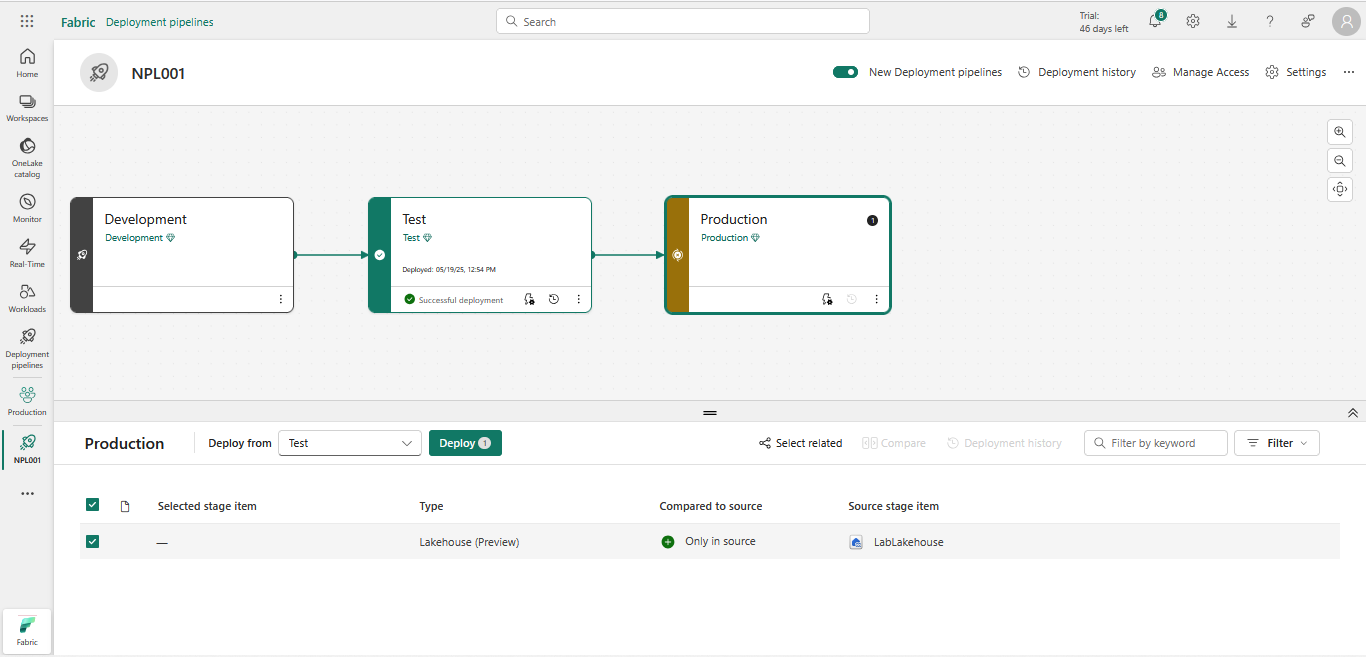 Fabric Deployment pipelines
Search
Trial:
46 days left
8
Home
Workspaces
OneLake
catalog
Monitor
Real-Time
Workloads
Deployment
pipelines
Production
NPL001
Fabric
NPL001
New Deployment pipelines
Deployment history
Manage Access
Settings
Development
Development
Test
Test
Deployed: 05/19/25, 12:54 PM
Successful deployment
Production
1
Production
Production
Deploy from
Test
Deploy 1
Select related
Compare
Deployment history
Filter by keyword
Filter
Selected stage item Type Compared to source Source stage item
— Lakehouse (Preview) Only in source LabLakehouse